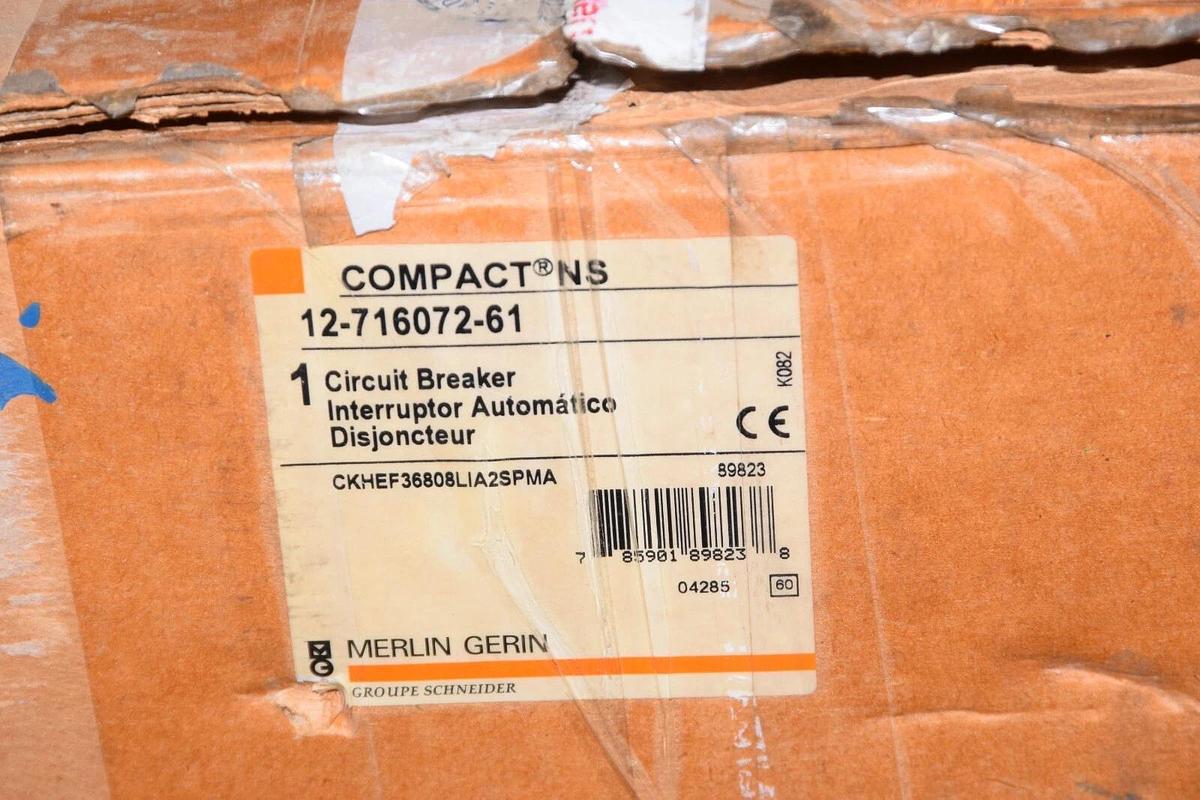 COMPACT® NS
12-716072-61
1 Circuit Breaker
Interruptor Automático
Disjoncteur
K082
CE
CKHEF36808LIA2SPMA
89823
7 85901 89823 8
04285 60
MERLIN GERIN
GROUPE SCHNEIDER